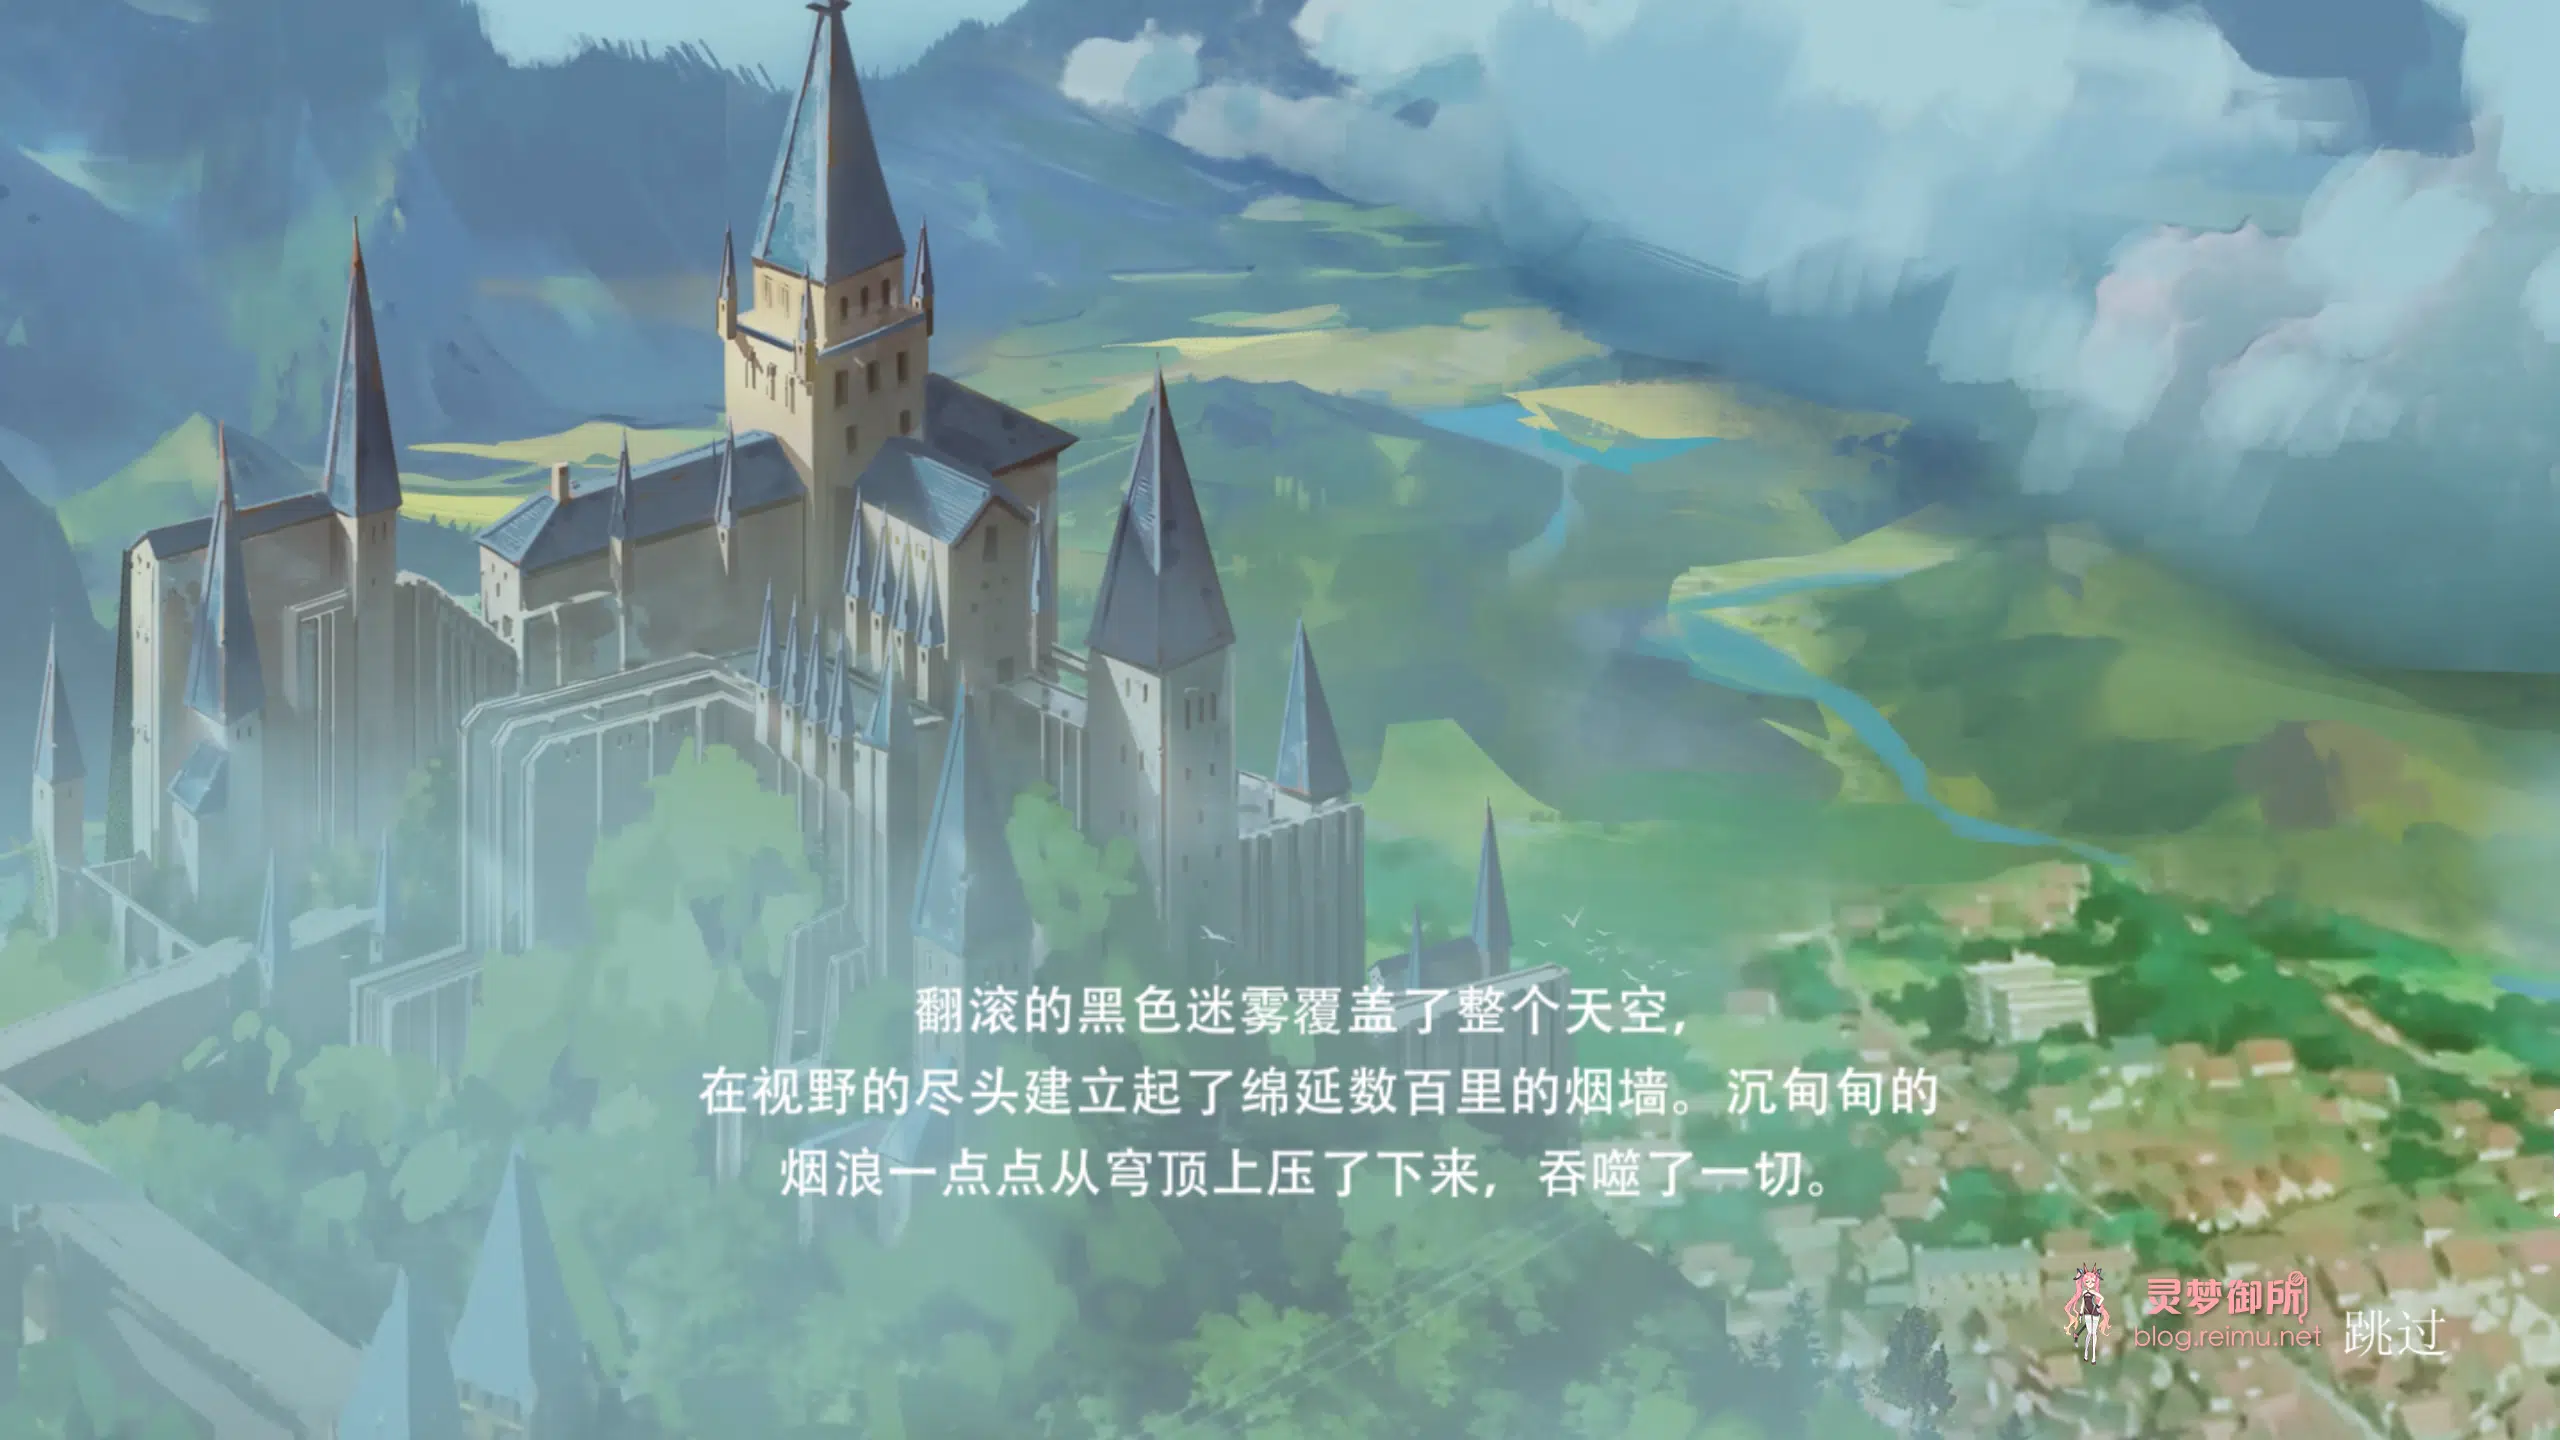 翻滚的黑色迷雾覆盖了整个天空，
在视野的尽头建立起了绵延数百里的烟墙。沉甸甸的
烟浪一点点从穹顶上压了下来，吞噬了一切。
灵梦御所
blog.reimu.net
跳过